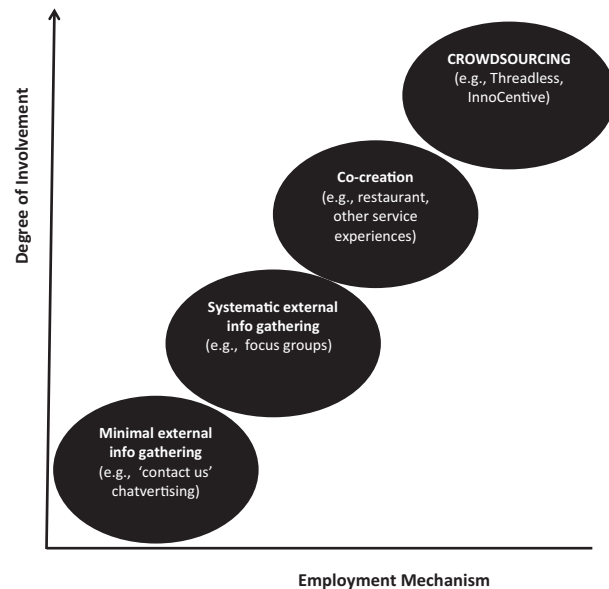 Degree of Involvement
CROWDSOURCING
(e.g., Threadless,
InnoCentive)
Co-creation
(e.g., restaurant,
other service
experiences)
Systematic external
info gathering
(e.g.,  focus groups)
Minimal external
info gathering
(e.g.,  ‘contact us’
chatvertising)
Employment Mechanism